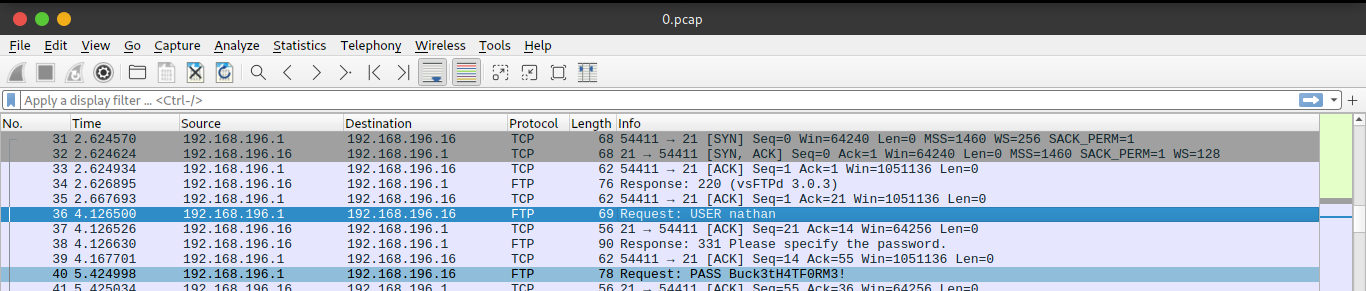 0.pcap
File Edit View Go Capture Analyze Statistics Telephony Wireless Tools Help
Apply a display filter ... <Ctrl-/>
No. Time Source Destination Protocol Length Info
31 2.624570 192.168.196.1 192.168.196.16 TCP 68 54411 → 21 [SYN] Seq=0 Win=64240 Len=0 MSS=1460 WS=256 SACK_PERM=1
32 2.624624 192.168.196.16 192.168.196.1 TCP 68 21 → 54411 [SYN, ACK] Seq=0 Ack=1 Win=64240 Len=0 MSS=1460 SACK_PERM=1 WS=128
33 2.624934 192.168.196.1 192.168.196.16 TCP 62 54411 → 21 [ACK] Seq=1 Ack=1 Win=1051136 Len=0
34 2.626895 192.168.196.16 192.168.196.1 FTP 76 Response: 220 (vsFTPd 3.0.3)
35 2.667693 192.168.196.1 192.168.196.16 TCP 62 54411 → 21 [ACK] Seq=1 Ack=21 Win=1051136 Len=0
36 4.126500 192.168.196.1 192.168.196.16 FTP 69 Request: USER nathan
37 4.126526 192.168.196.16 192.168.196.1 TCP 56 21 → 54411 [ACK] Seq=21 Ack=14 Win=64256 Len=0
38 4.126630 192.168.196.16 192.168.196.1 FTP 90 Response: 331 Please specify the password.
39 4.167701 192.168.196.1 192.168.196.16 TCP 62 54411 → 21 [ACK] Seq=14 Ack=55 Win=1051136 Len=0
40 5.424998 192.168.196.1 192.168.196.16 FTP 78 Request: PASS Buck3tH4TF0RM3!
41 5.425034 192.168.196.16 192.168.196.1 TCP 56 21 → 54411 [ACK] Seq=55 Ack=36 Win=64256 Len=0